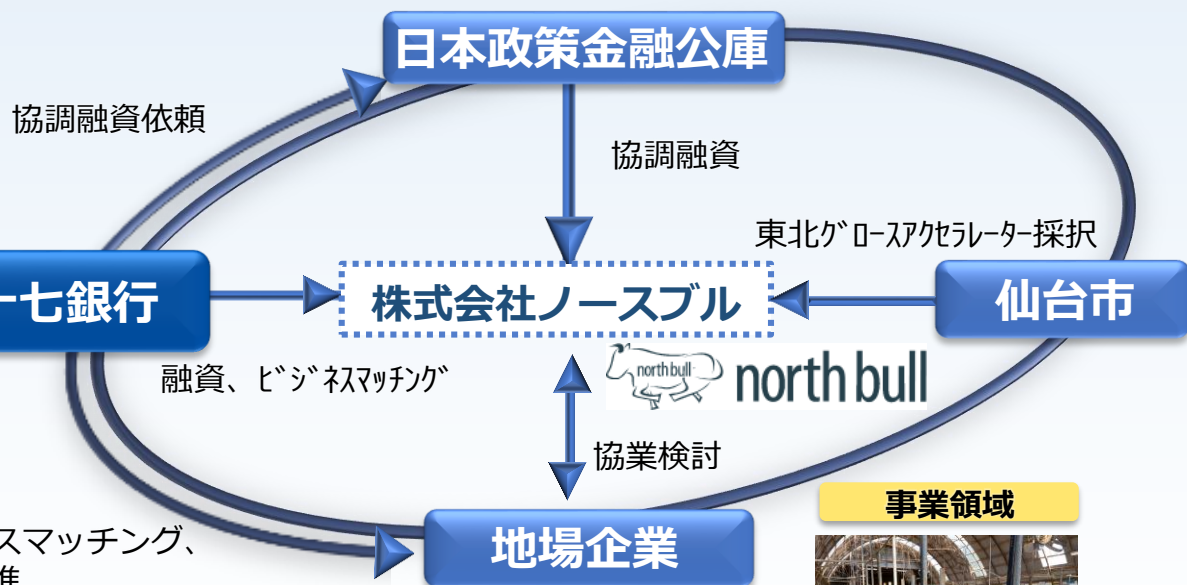 日本政策金融公庫
協調融資依頼
協調融資
東北ｸﾞﾛｰｽｱｸｾﾗﾚｰﾀｰ採択
十七銀行
株式会社ノースブル
仙台市
融資、ﾋﾞｼﾞﾈｽﾏｯﾁﾝｸﾞ
north bull
north bull
協業検討
事業領域
スマッチング、
進
地場企業